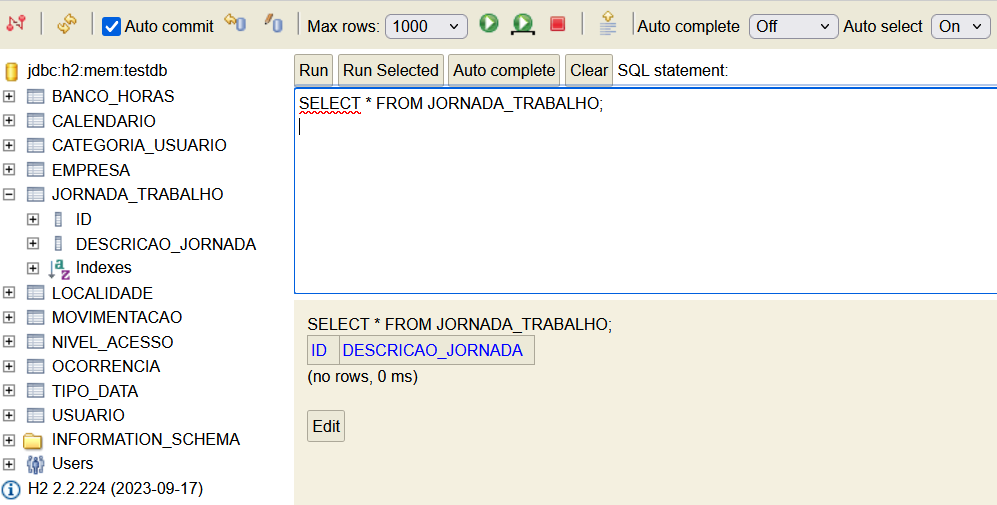 Auto commit Max rows: 1000 Auto complete Off Auto select On
jdbc:h2:mem:testdb
BANCO_HORAS
CALENDARIO
CATEGORIA_USUARIO
EMPRESA
JORNADA_TRABALHO
ID
DESCRICAO_JORNADA
Indexes
LOCALIDADE
MOVIMENTACAO
NIVEL_ACESSO
OCORRENCIA
TIPO_DATA
USUARIO
INFORMATION_SCHEMA
Users
H2 2.2.224 (2023-09-17)
Run Run Selected Auto complete Clear SQL statement:
SELECT * FROM JORNADA_TRABALHO;
SELECT * FROM JORNADA_TRABALHO;
ID DESCRICAO_JORNADA
(no rows, 0 ms)
Edit